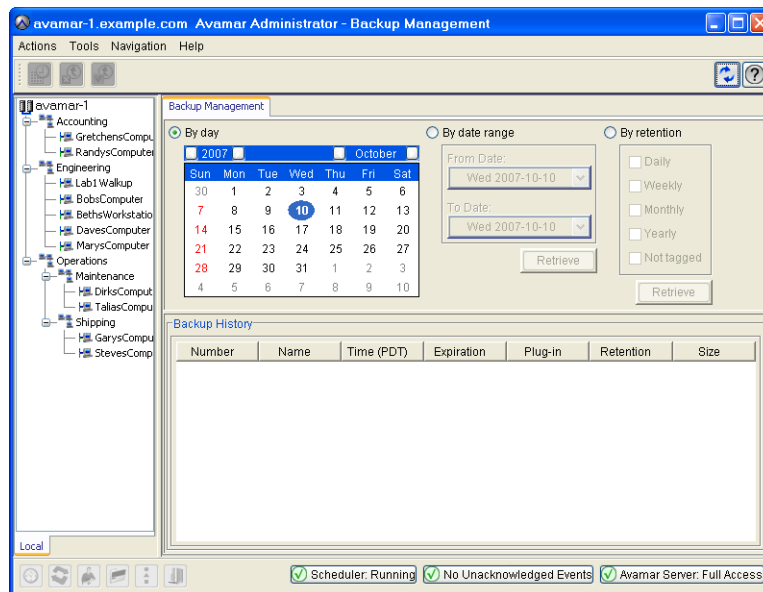 avamar-1.example.com Avamar Administrator - Backup Management
Actions Tools Navigation Help
avamar-1
Accounting
GretchensCompu
RandysComputer
Engineering
Lab1Walkup
BobsComputer
BethsWorkstatio
DavesComputer
MarysComputer
Operations
Maintenance
DirksComput
TaliasCompu
Shipping
GarysCompu
StevesComp
Local
Backup Management
By day
2007 October
Sun Mon Tue Wed Thu Fri Sat
30 1 2 3 4 5 6
7 8 9 10 11 12 13
14 15 16 17 18 19 20
21 22 23 24 25 26 27
28 29 30 31 1 2 3
4 5 6 7 8 9 10
By date range
From Date:
Wed 2007-10-10
To Date:
Wed 2007-10-10
Retrieve
By retention
Daily
Weekly
Monthly
Yearly
Not tagged
Retrieve
Backup History
Number Name Time (PDT) Expiration Plug-in Retention Size
Scheduler: Running No Unacknowledged Events Avamar Server: Full Access